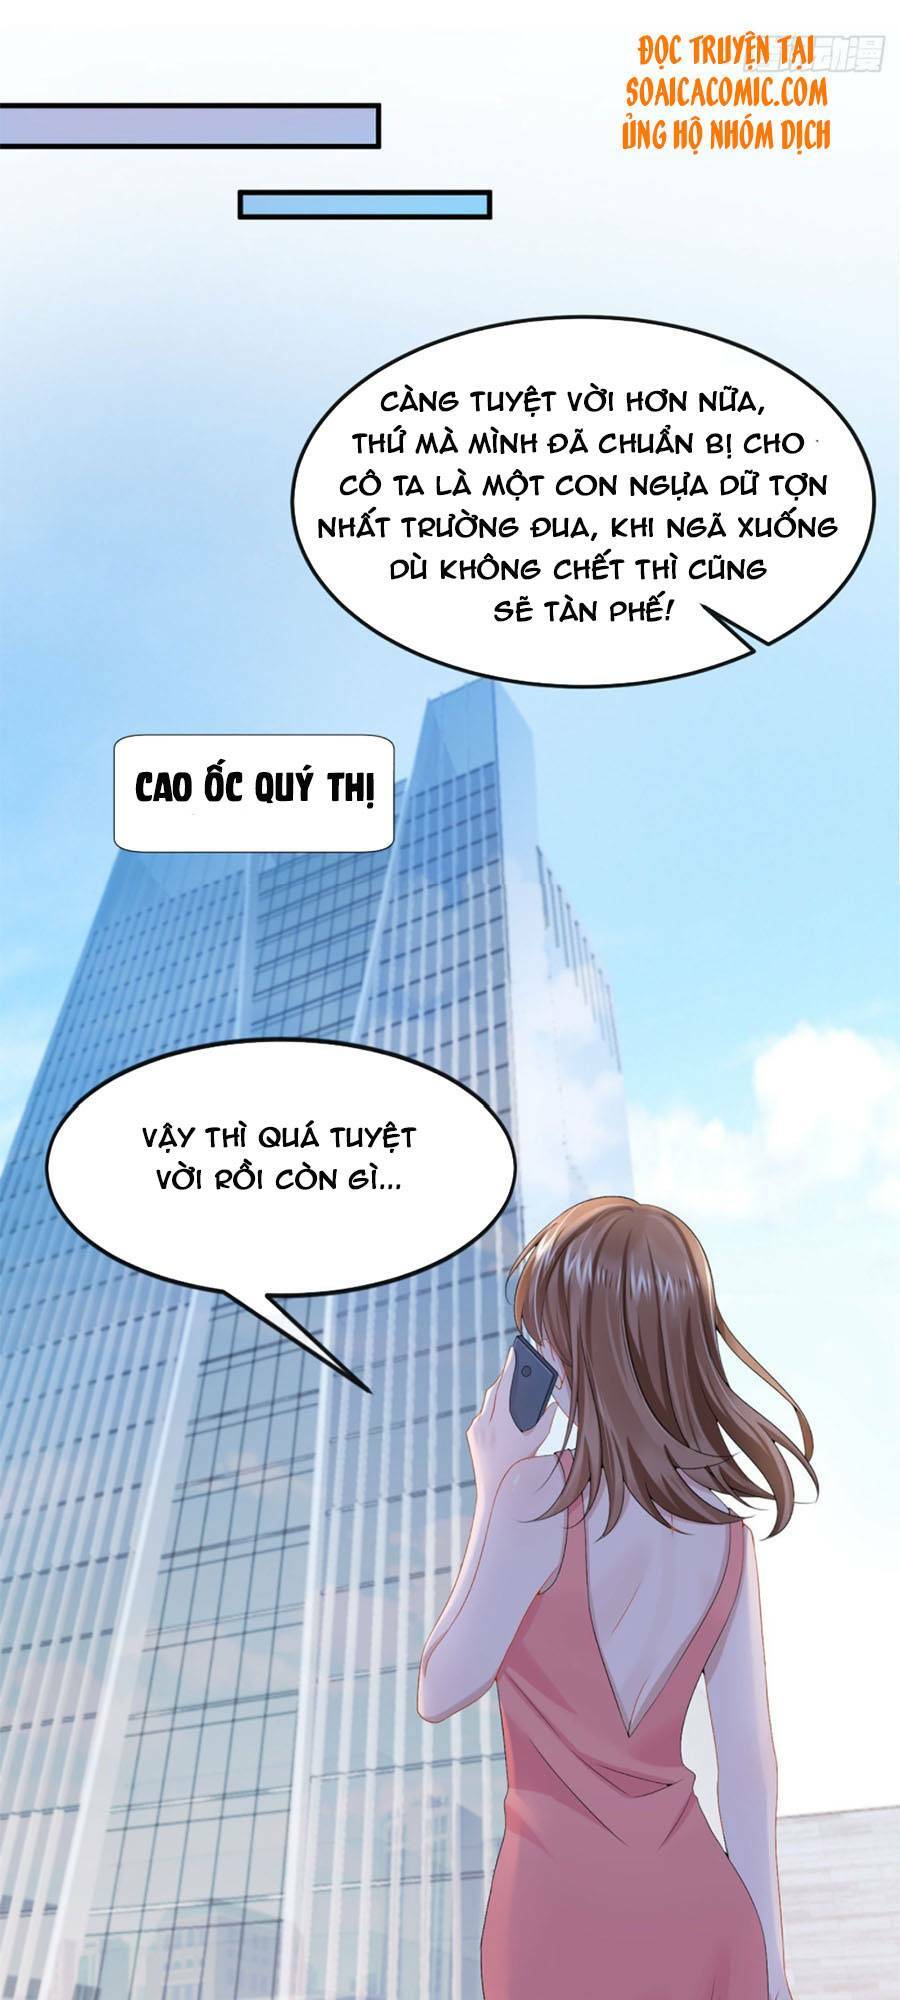 ĐỌC TRUYỆN TẠI
SOAICACOMIC.COM
ỦNG HỘ NHÓM DỊCH
CÀNG TUYỆT VỜI HƠN NỮA,
THỨ MÀ MÌNH ĐÃ CHUẨN BỊ CHO
CÔ TA LÀ MỘT CON NGỰA DỮ TỢN
NHẤT TRƯỜNG ĐUA, KHI NGÃ XUỐNG
DÙ KHÔNG CHẾT THÌ CŨNG
SẼ TÀN PHẾ!
CAO ỐC QUÝ THỊ
VẬY THÌ QUÁ TUYỆT
VỜI RỒI CÒN GÌ...